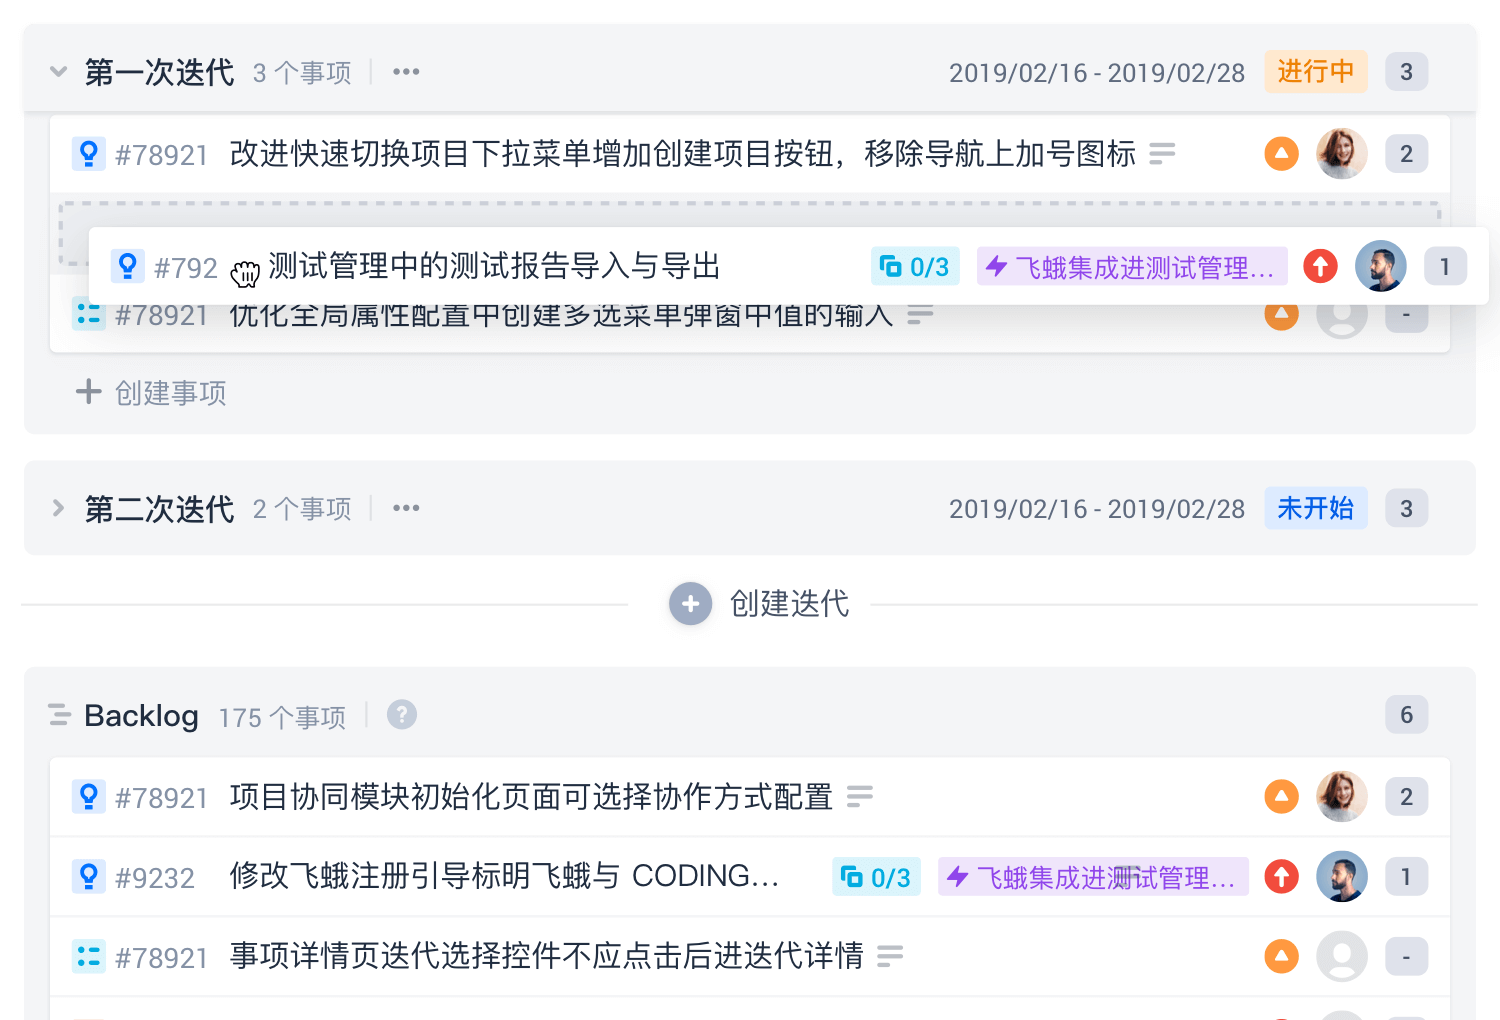 第一次迭代 3 个事项 2019/02/16 - 2019/02/28 进行中 3
#78921 改进快速切换项目下拉菜单增加创建项目按钮，移除导航上加号图标 2
#792 测试管理中的测试报告导入与导出 0/3 飞蛾集成进测试管理... 1
#78921 优化全局属性配置中创建多选菜单弹窗中值的输入 -
创建事项
第二次迭代 2 个事项 2019/02/16 - 2019/02/28 未开始 3
创建迭代
Backlog 175 个事项 ? 6
#78921 项目协同模块初始化页面可选择协作方式配置 2
#9232 修改飞蛾注册引导标明飞蛾与 CODING... 0/3 飞蛾集成进测试管理... 1
#78921 事项详情页迭代选择控件不应点击后进迭代详情 -